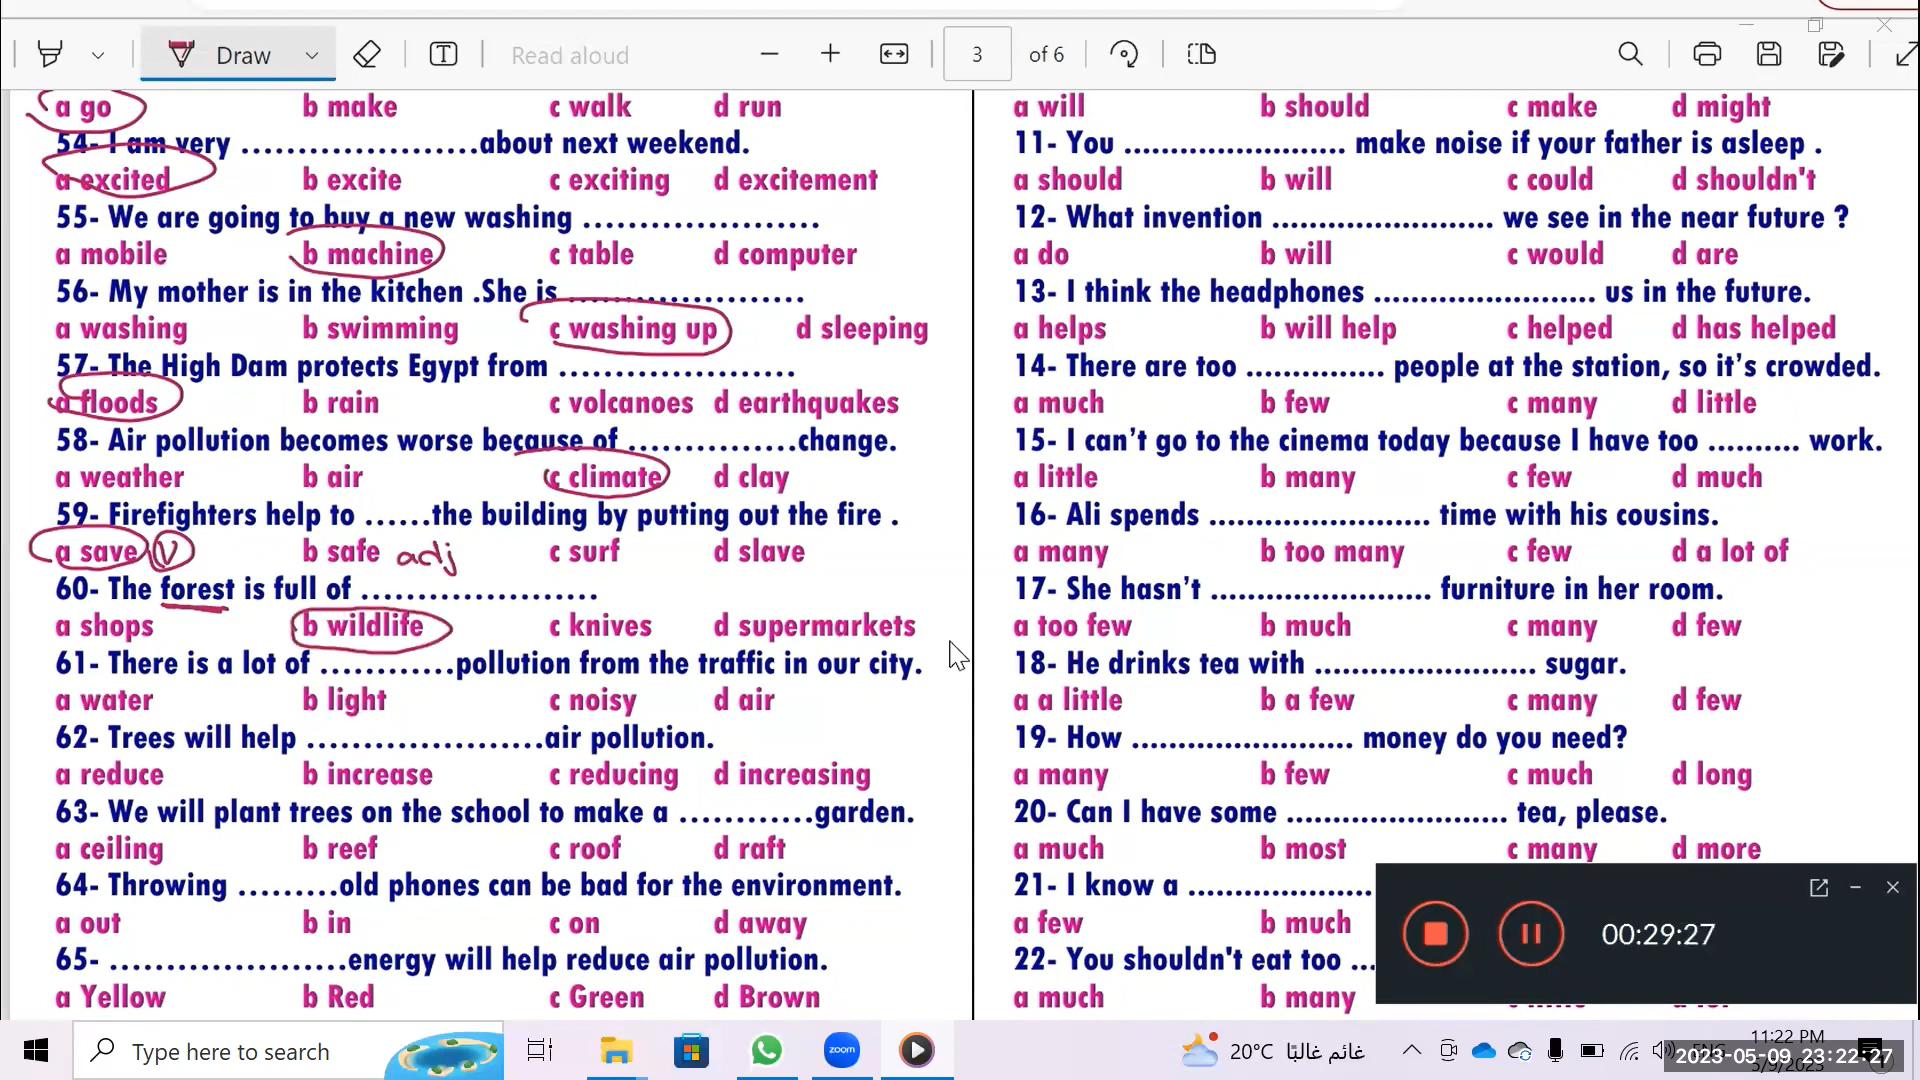 Draw
Read aloud
3 of 6
a go b make c walk d run
54- I am very ......................about next weekend.
a excited b excite c exciting d excitement
55- We are going to buy a new washing ......................
a mobile b machine c table d computer
56- My mother is in the kitchen .She is ......................
a washing b swimming c washing up d sleeping
57- The High Dam protects Egypt from ......................
a floods b rain c volcanoes d earthquakes
58- Air pollution becomes worse because of ................change.
a weather b air c climate d clay
59- Firefighters help to ......the building by putting out the fire .
a save V b safe adj c surf d slave
60- The forest is full of ......................
a shops b wildlife c knives d supermarkets
61- There is a lot of ............pollution from the traffic in our city.
a water b light c noisy d air
62- Trees will help ......................air pollution.
a reduce b increase c reducing d increasing
63- We will plant trees on the school to make a ............garden.
a ceiling b reef c roof d raft
64- Throwing .........old phones can be bad for the environment.
a out b in c on d away
65- ......................energy will help reduce air pollution.
a Yellow b Red c Green d Brown
a will b should c make d might
11- You ....................... make noise if your father is asleep .
a should b will c could d shouldn't
12- What invention ....................... we see in the near future ?
a do b will c would d are
13- I think the headphones ....................... us in the future.
a helps b will help c helped d has helped
14- There are too .............. people at the station, so it’s crowded.
a much b few c many d little
15- I can’t go to the cinema today because I have too .......... work.
a little b many c few d much
16- Ali spends ....................... time with his cousins.
a many b too many c few d a lot of
17- She hasn’t ....................... furniture in her room.
a too few b much c many d few
18- He drinks tea with ....................... sugar.
a a little b a few c many d few
19- How ....................... money do you need?
a many b few c much d long
20- Can I have some ....................... tea, please.
a much b most c many d more
21- I know a ...................
a few b much
22- You shouldn't eat too ...
a much b many
00:29:27
Type here to search
zoom
20°C غائم غالبًا
11:22 PM
2023-05-09 23:22:27